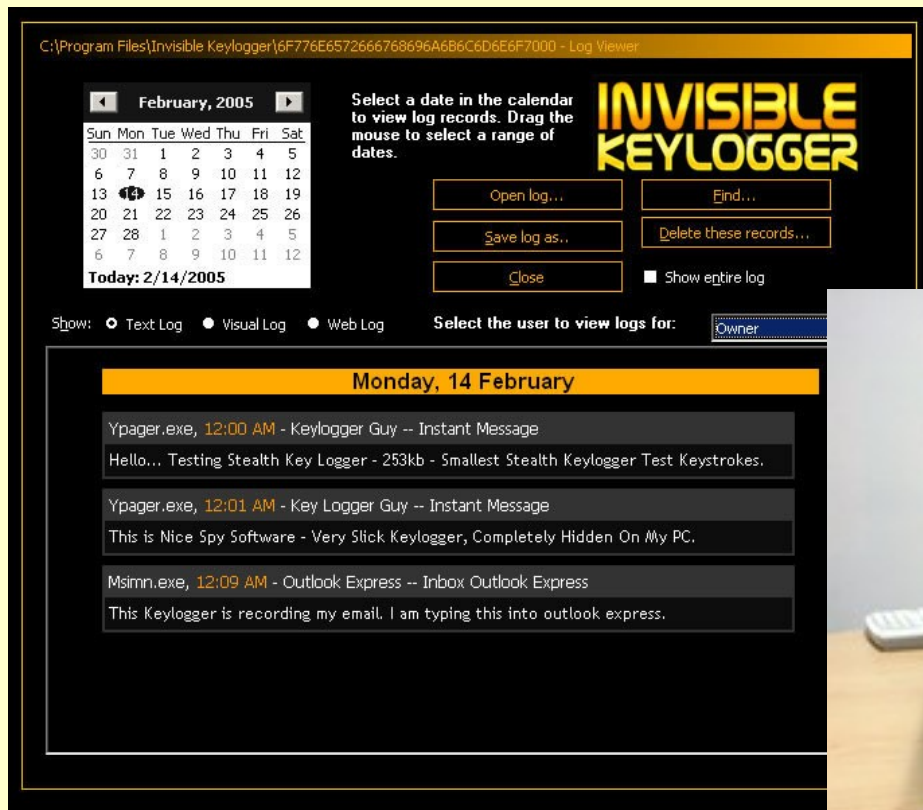 C:\Program Files\Invisible Keylogger\6F776E6572666768696A6B6C6D6E6F7000 - Log Viewer
February, 2005
Sun Mon Tue Wed Thu Fri Sat
30 31 1 2 3 4 5
6 7 8 9 10 11 12
13 14 15 16 17 18 19
20 21 22 23 24 25 26
27 28 1 2 3 4 5
6 7 8 9 10 11 12
Today: 2/14/2005
Select a date in the calendar
to view log records. Drag the
mouse to select a range of
dates.
INVISIBLE
KEYLOGGER
Open log...
Find...
Save log as..
Delete these records...
Close
Show entire log
Show: Text Log Visual Log Web Log
Select the user to view logs for:
Owner
Monday, 14 February
Ypager.exe, 12:00 AM - Keylogger Guy -- Instant Message
Hello... Testing Stealth Key Logger - 253kb - Smallest Stealth Keylogger Test Keystrokes.
Ypager.exe, 12:01 AM - Key Logger Guy -- Instant Message
This is Nice Spy Software - Very Slick Keylogger, Completely Hidden On My PC.
Msimn.exe, 12:09 AM - Outlook Express -- Inbox Outlook Express
This Keylogger is recording my email. I am typing this into outlook express.